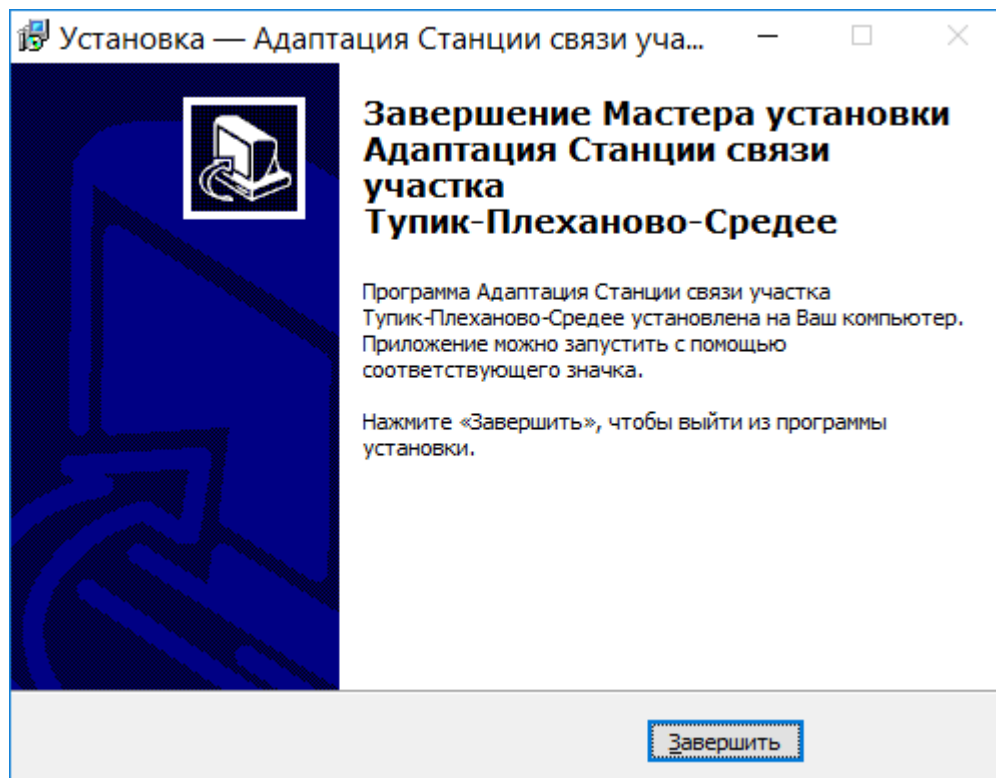 Установка — Адаптация Станции связи уча...
Завершение Мастера установки
Адаптация Станции связи
участка
Тупик-Плеханово-Средее
Программа Адаптация Станции связи участка
Тупик-Плеханово-Средее установлена на Ваш компьютер.
Приложение можно запустить с помощью
соответствующего значка.
Нажмите «Завершить», чтобы выйти из программы
установки.
Завершить